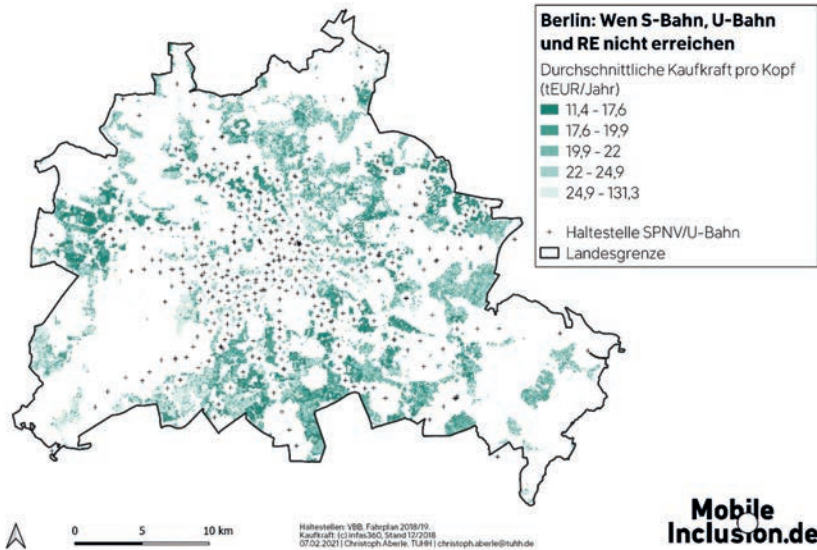 Berlin: Wen S-Bahn, U-Bahn
und RE nicht erreichen
Durchschnittliche Kaufkraft pro Kopf
(tEUR/Jahr)
11,4 - 17,6
17,6 - 19,9
19,9 - 22
22 - 24,9
24,9 - 131,3
+ Haltestelle SPNV/U-Bahn
Landesgrenze
0 5 10 km
Haltestellen: VBB, Fahrplan 2018/19.
Kaufkraft: (c) infas360, Stand 12/2018
07.02.2021 | Christoph Aberle, TUHH | christoph.aberle@tuhh.de
Mobile
Inclusion.de